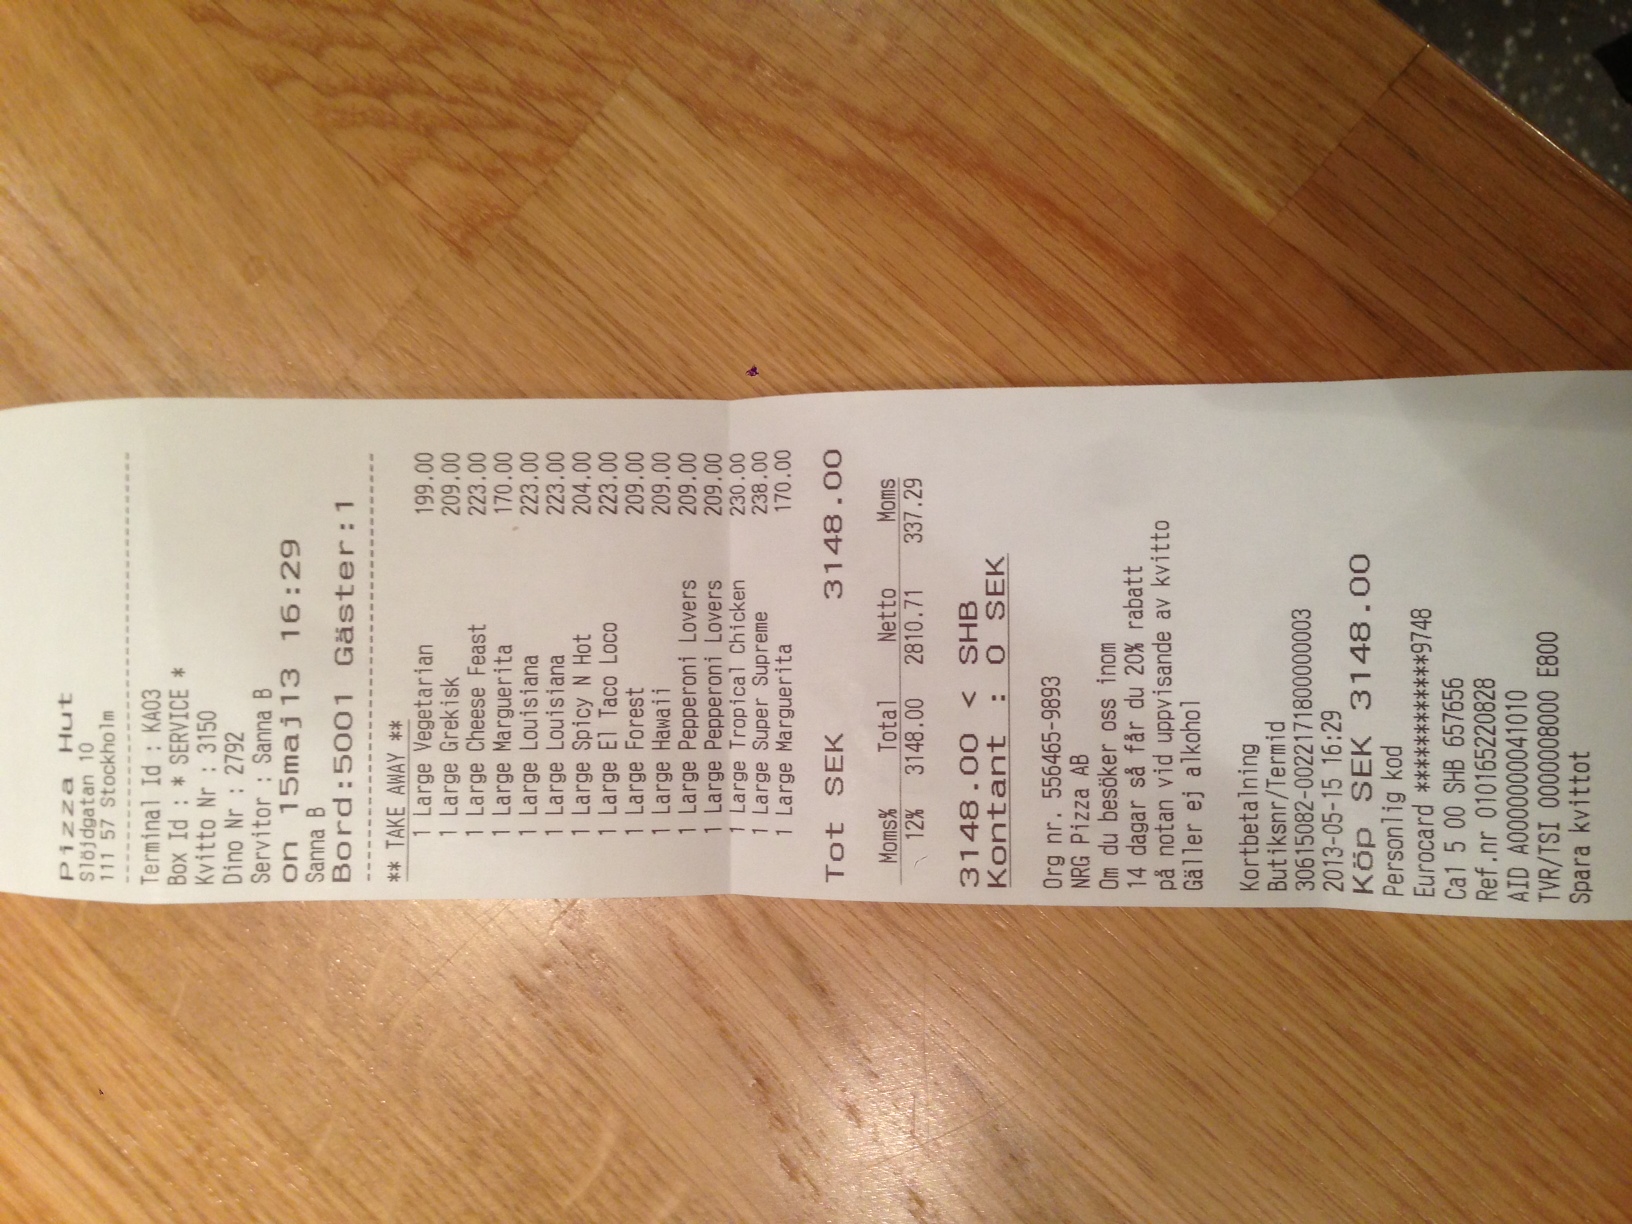 Pizza Hut
Slöjdgatan 10
111 57 Stockholm
----------------------------------------
Terminal Id : KA03
Box Id : * SERVICE *
Kvitto Nr : 3150
Dino Nr : 2792
Servitor : Sanna B
on 15maj13 16:29
Sanna B
Bord:5001 Gäster:1
----------------------------------------
** TAKE AWAY **
1 Large Vegetarian 199.00
1 Large Grekisk 209.00
1 Large Cheese Feast 223.00
1 Large Marguerita 170.00
1 Large Louisiana 223.00
1 Large Louisiana 223.00
1 Large Spicy N Hot 204.00
1 Large El Taco Loco 223.00
1 Large Forest 209.00
1 Large Hawaii 209.00
1 Large Pepperoni Lovers 209.00
1 Large Pepperoni Lovers 209.00
1 Large Tropical Chicken 230.00
1 Large Super Supreme 238.00
1 Large Marguerita 170.00
Tot SEK 3148.00
Moms% Total Netto Moms
12% 3148.00 2810.71 337.29
3148.00 < SHB
Kontant : 0 SEK
Org nr. 556465-9893
NRG Pizza AB
Om du besöker oss inom
14 dagar så får du 20% rabatt
på notan vid uppvisande av kvitto
Gäller ej alkohol
Kortbetalning
Butiksnr/Termid
30615082-0022171800000003
2013-05-15 16:29
Köp SEK 3148.00
Personlig kod
Eurocard ************9748
Ca1 5 00 SHB 657656
Ref.nr 010165220828
AID A0000000041010
TVR/TSI 0000008000 E800
Spara kvittot